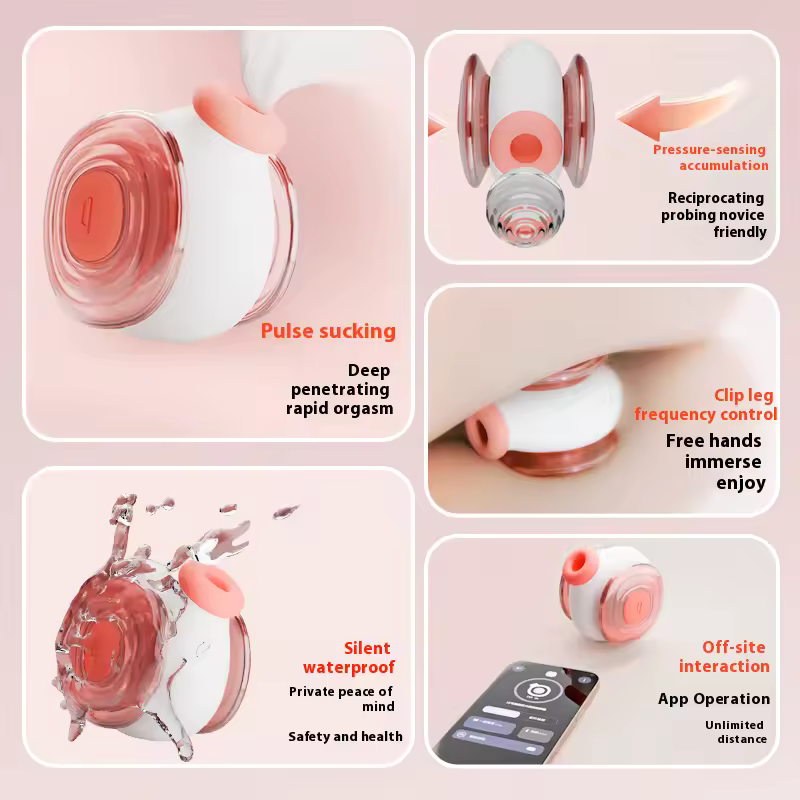 Pulse sucking
Deep
penetrating
rapid orgasm
Pressure-sensing
accumulation
Reciprocating
probing novice
friendly
Clip leg
frequency control
Free hands
immerse
enjoy
Silent
waterproof
Private peace of
mind
Safety and health
Off-site
interaction
App Operation
Unlimited
distance